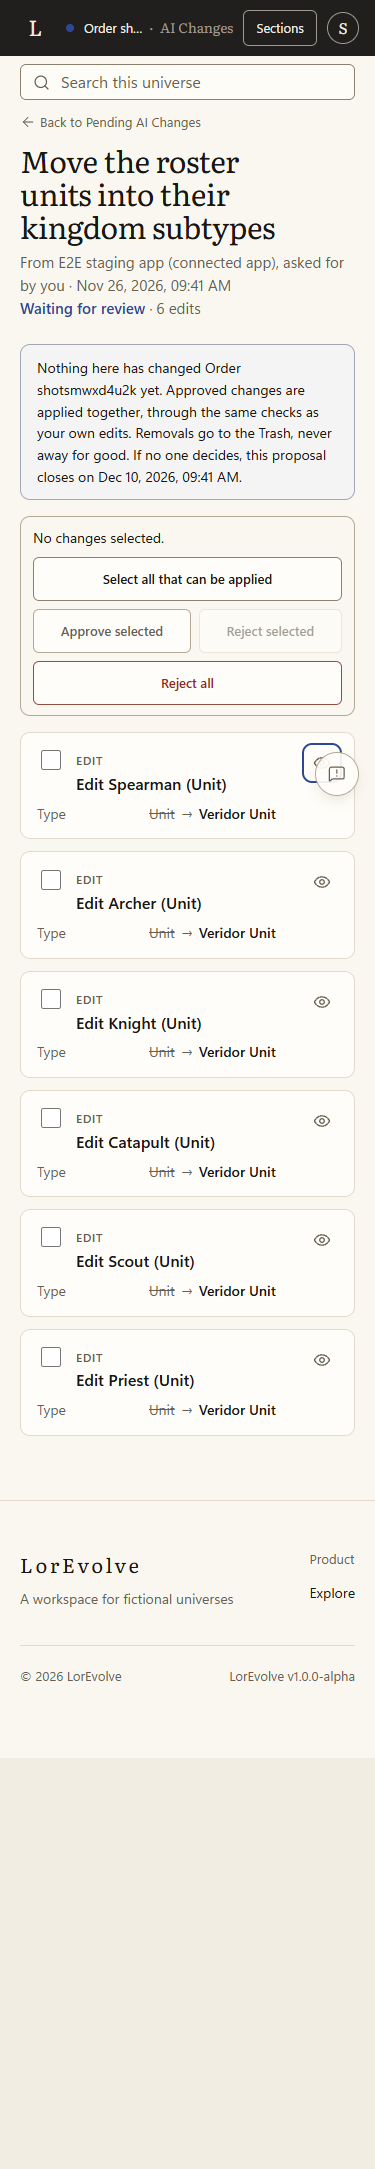 L
Order sh... · AI Changes
Sections
S
Search this universe
← Back to Pending AI Changes
Move the roster
units into their
kingdom subtypes
From E2E staging app (connected app), asked for
by you · Nov 26, 2026, 09:41 AM
Waiting for review · 6 edits
Nothing here has changed Order
shotsmwxd4u2k yet. Approved changes are
applied together, through the same checks as
your own edits. Removals go to the Trash, never
away for good. If no one decides, this proposal
closes on Dec 10, 2026, 09:41 AM.
No changes selected.
Select all that can be applied
Approve selected
Reject selected
Reject all
EDIT
Edit Spearman (Unit)
Type Unit → Veridor Unit
EDIT
Edit Archer (Unit)
Type Unit → Veridor Unit
EDIT
Edit Knight (Unit)
Type Unit → Veridor Unit
EDIT
Edit Catapult (Unit)
Type Unit → Veridor Unit
EDIT
Edit Scout (Unit)
Type Unit → Veridor Unit
EDIT
Edit Priest (Unit)
Type Unit → Veridor Unit
LorEvolve
A workspace for fictional universes
Product
Explore
© 2026 LorEvolve
LorEvolve v1.0.0-alpha